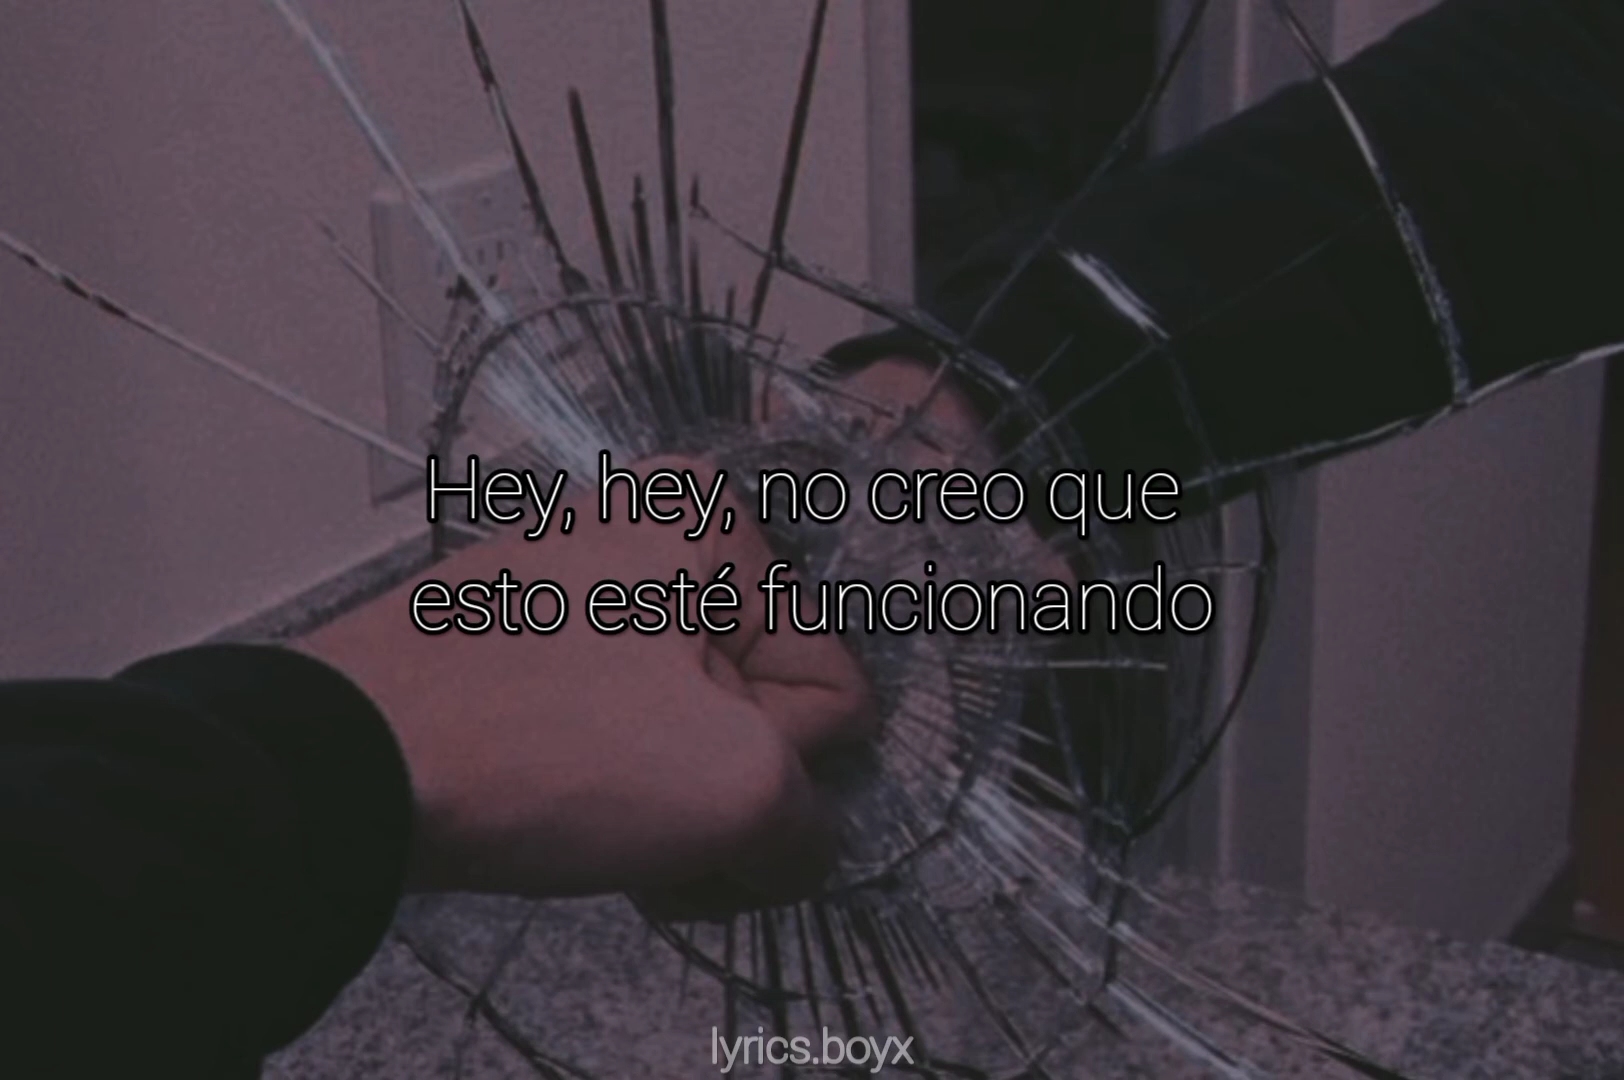 Hey, hey, no creo que
esto esté funcionando
lyrics.boyx